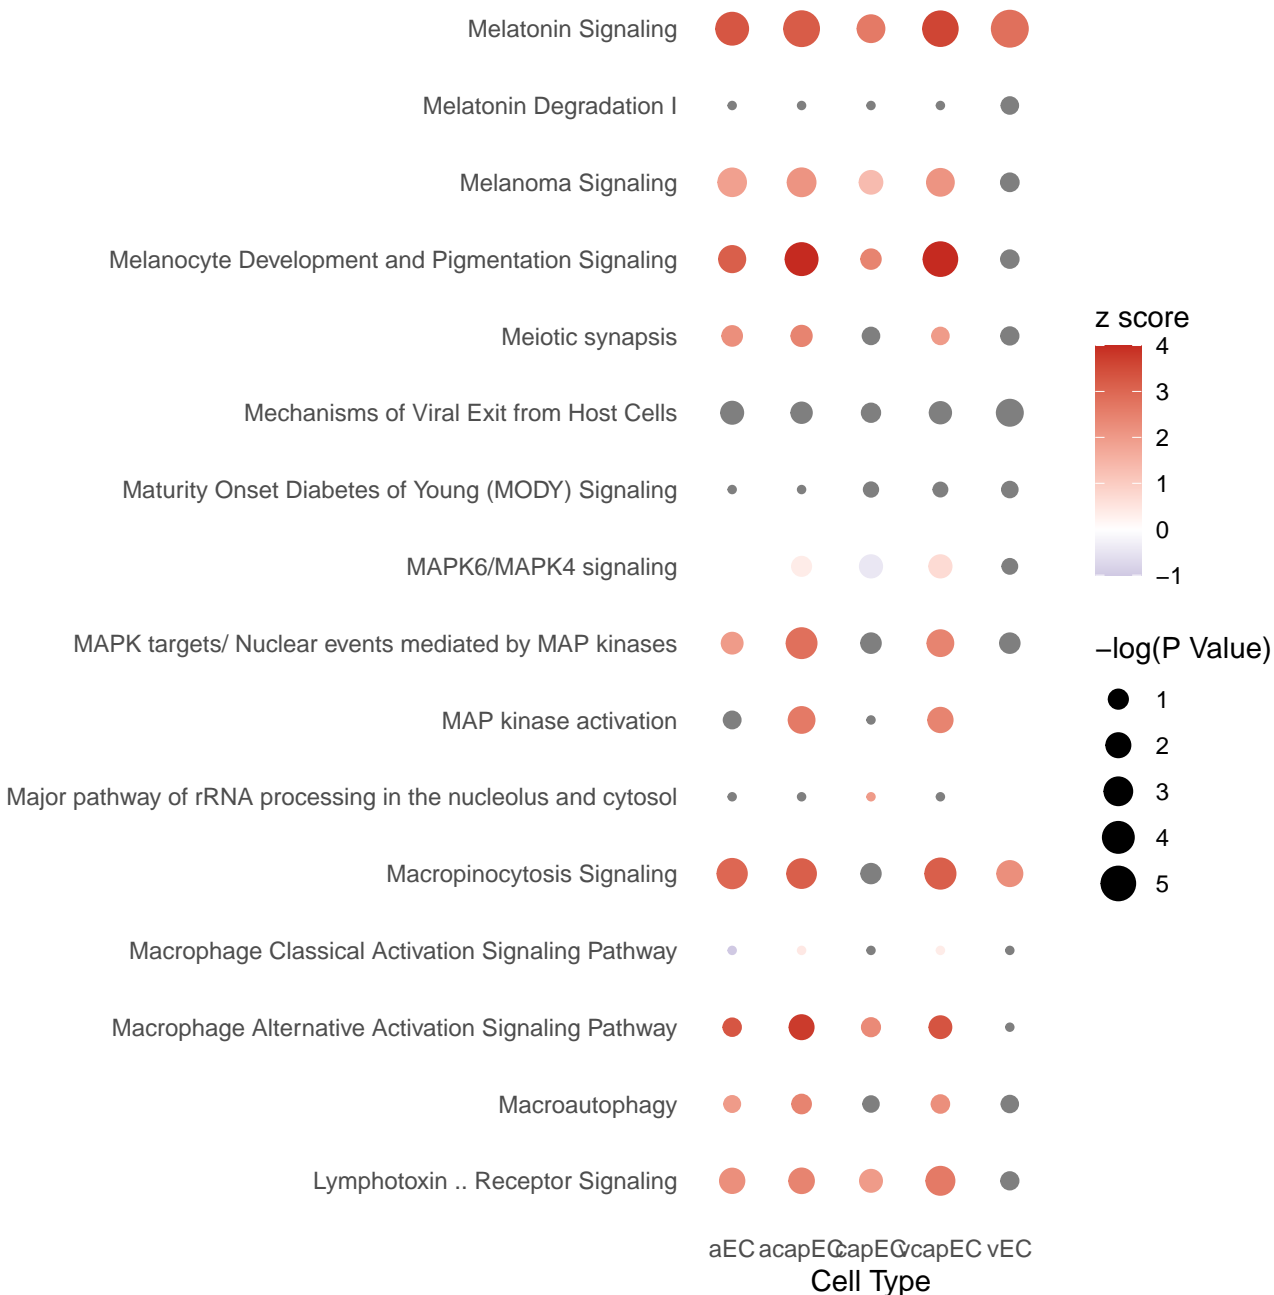 Melatonin Signaling
Melatonin Degradation I
Melanoma Signaling
Melanocyte Development and Pigmentation Signaling
Meiotic synapsis
Mechanisms of Viral Exit from Host Cells
Maturity Onset Diabetes of Young (MODY) Signaling
MAPK6/MAPK4 signaling
MAPK targets/ Nuclear events mediated by MAP kinases
MAP kinase activation
Major pathway of rRNA processing in the nucleolus and cytosol
Macropinocytosis Signaling
Macrophage Classical Activation Signaling Pathway
Macrophage Alternative Activation Signaling Pathway
Macroautophagy
Lymphotoxin .. Receptor Signaling
aEC acapEC capEC vcapEC vEC
Cell Type
z score
4
3
2
1
0
−1
−log(P Value)
1
2
3
4
5